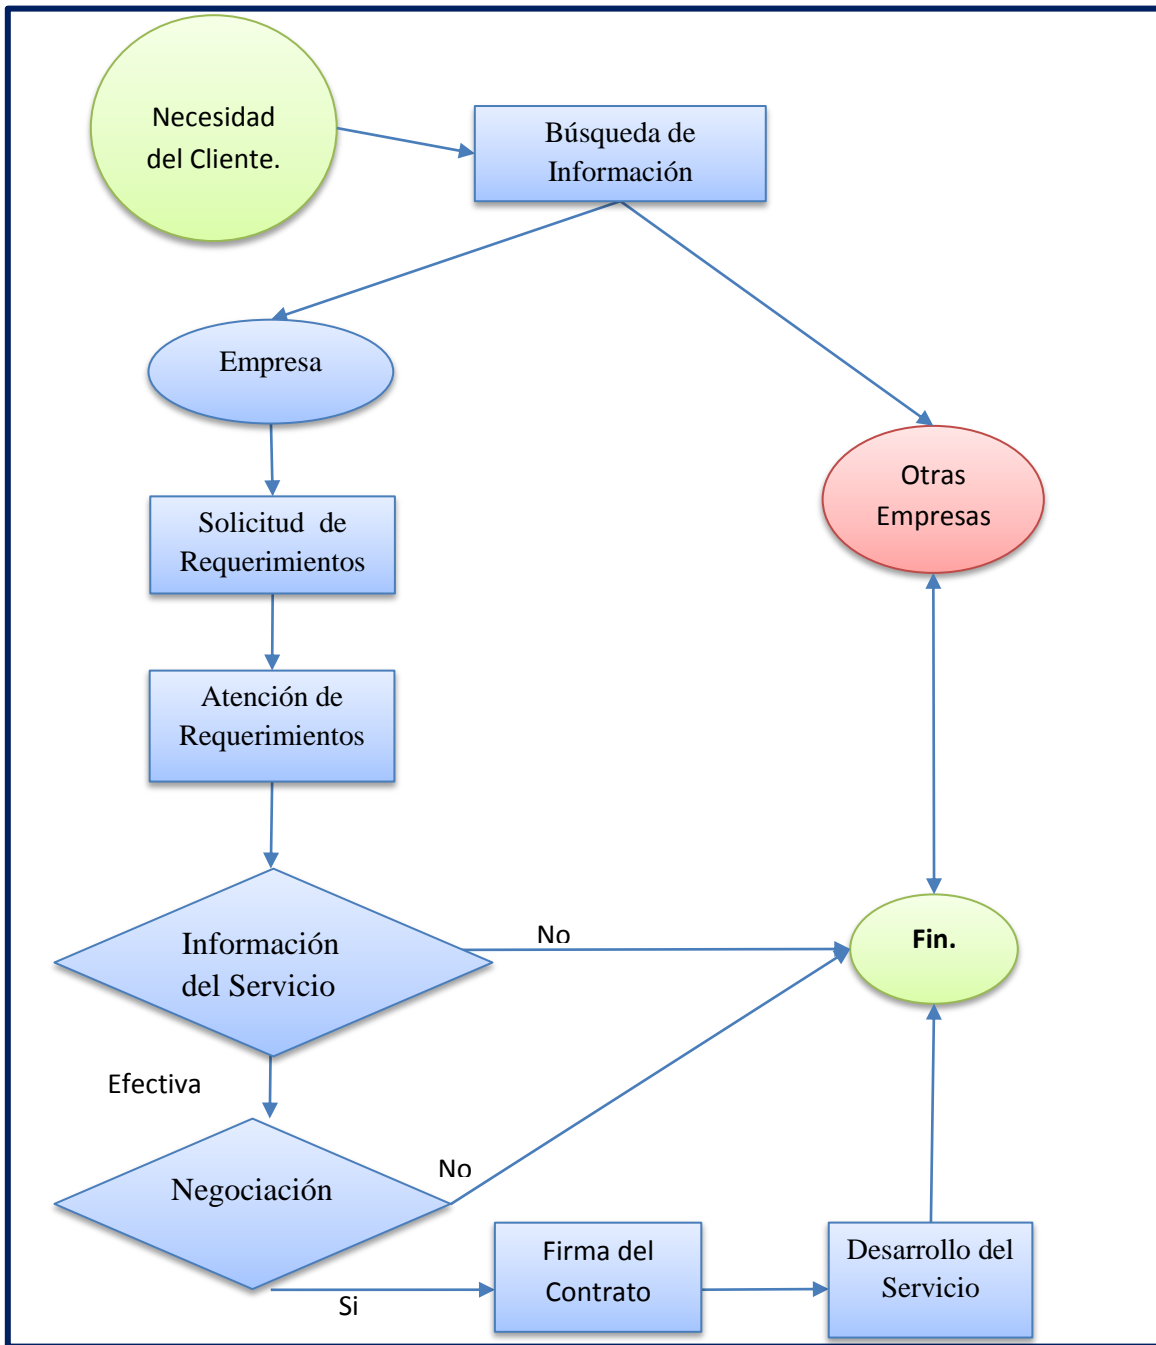 Necesidad
del Cliente.
Búsqueda de
Información
Empresa
Otras
Empresas
Solicitud de
Requerimientos
Atención de
Requerimientos
Información
del Servicio
No
Fin.
Efectiva
Negociación
No
Si
Firma del
Contrato
Desarrollo del
Servicio